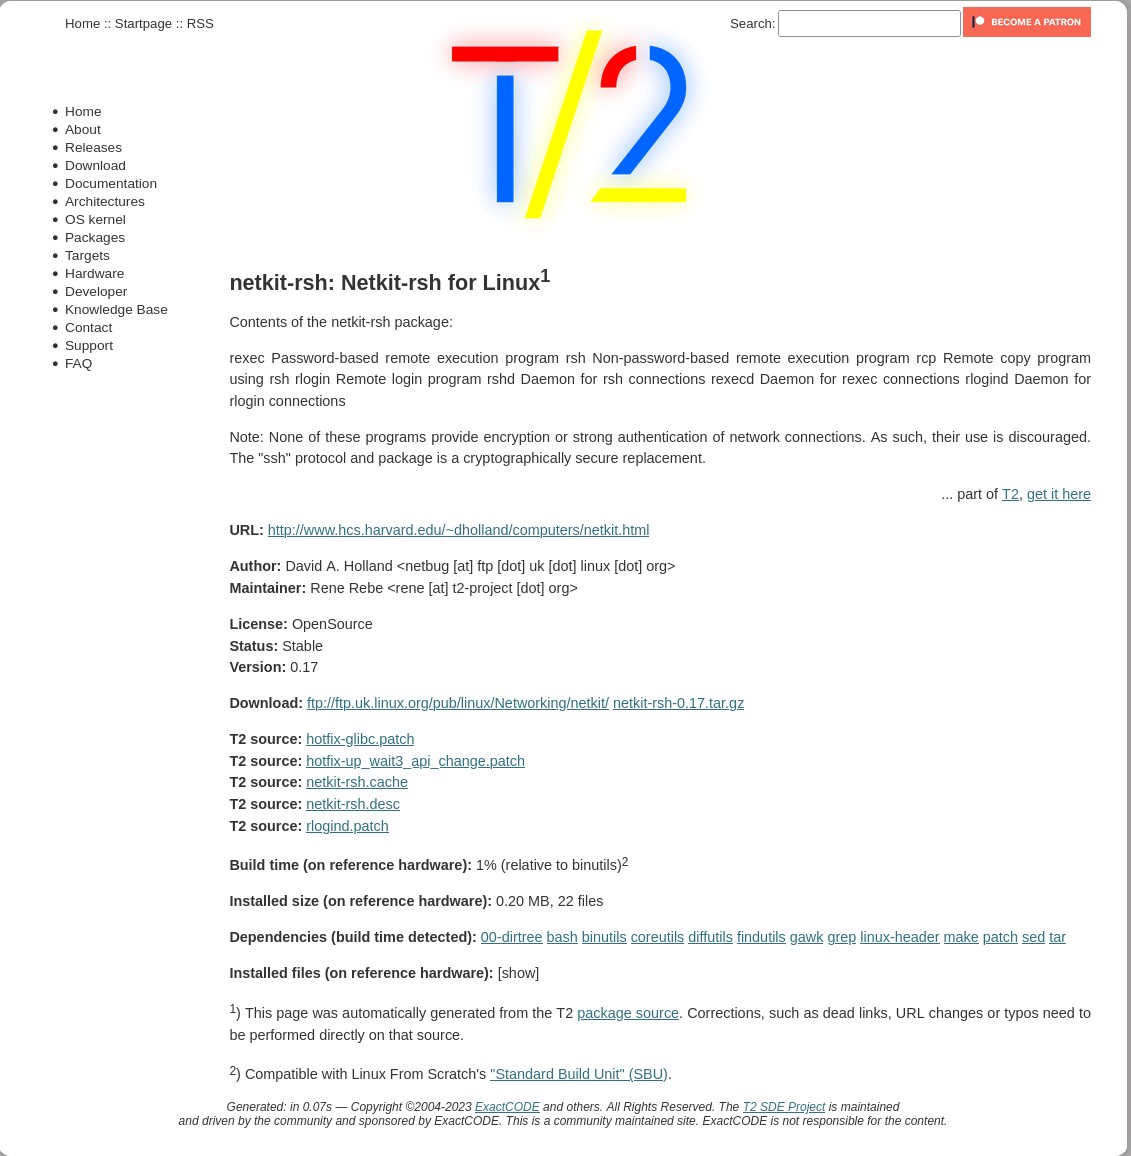 Home :: Startpage :: RSS
Search:
BECOME A PATRON
T/2
Home
About
Releases
Download
Documentation
Architectures
OS kernel
Packages
Targets
Hardware
Developer
Knowledge Base
Contact
Support
FAQ
netkit-rsh: Netkit-rsh for Linux1
Contents of the netkit-rsh package:
rexec Password-based remote execution program rsh Non-password-based remote execution program rcp Remote copy program
using rsh rlogin Remote login program rshd Daemon for rsh connections rexecd Daemon for rexec connections rlogind Daemon for
rlogin connections
Note: None of these programs provide encryption or strong authentication of network connections. As such, their use is discouraged.
The "ssh" protocol and package is a cryptographically secure replacement.
... part of T2, get it here
URL: http://www.hcs.harvard.edu/~dholland/computers/netkit.html
Author: David A. Holland <netbug [at] ftp [dot] uk [dot] linux [dot] org>
Maintainer: Rene Rebe <rene [at] t2-project [dot] org>
License: OpenSource
Status: Stable
Version: 0.17
Download: ftp://ftp.uk.linux.org/pub/linux/Networking/netkit/ netkit-rsh-0.17.tar.gz
T2 source: hotfix-glibc.patch
T2 source: hotfix-up_wait3_api_change.patch
T2 source: netkit-rsh.cache
T2 source: netkit-rsh.desc
T2 source: rlogind.patch
Build time (on reference hardware): 1% (relative to binutils)2
Installed size (on reference hardware): 0.20 MB, 22 files
Dependencies (build time detected): 00-dirtree bash binutils coreutils diffutils findutils gawk grep linux-header make patch sed tar
Installed files (on reference hardware): [show]
1) This page was automatically generated from the T2 package source. Corrections, such as dead links, URL changes or typos need to
be performed directly on that source.
2) Compatible with Linux From Scratch's "Standard Build Unit" (SBU).
Generated: in 0.07s — Copyright ©2004-2023 ExactCODE and others. All Rights Reserved. The T2 SDE Project is maintained
and driven by the community and sponsored by ExactCODE. This is a community maintained site. ExactCODE is not responsible for the content.